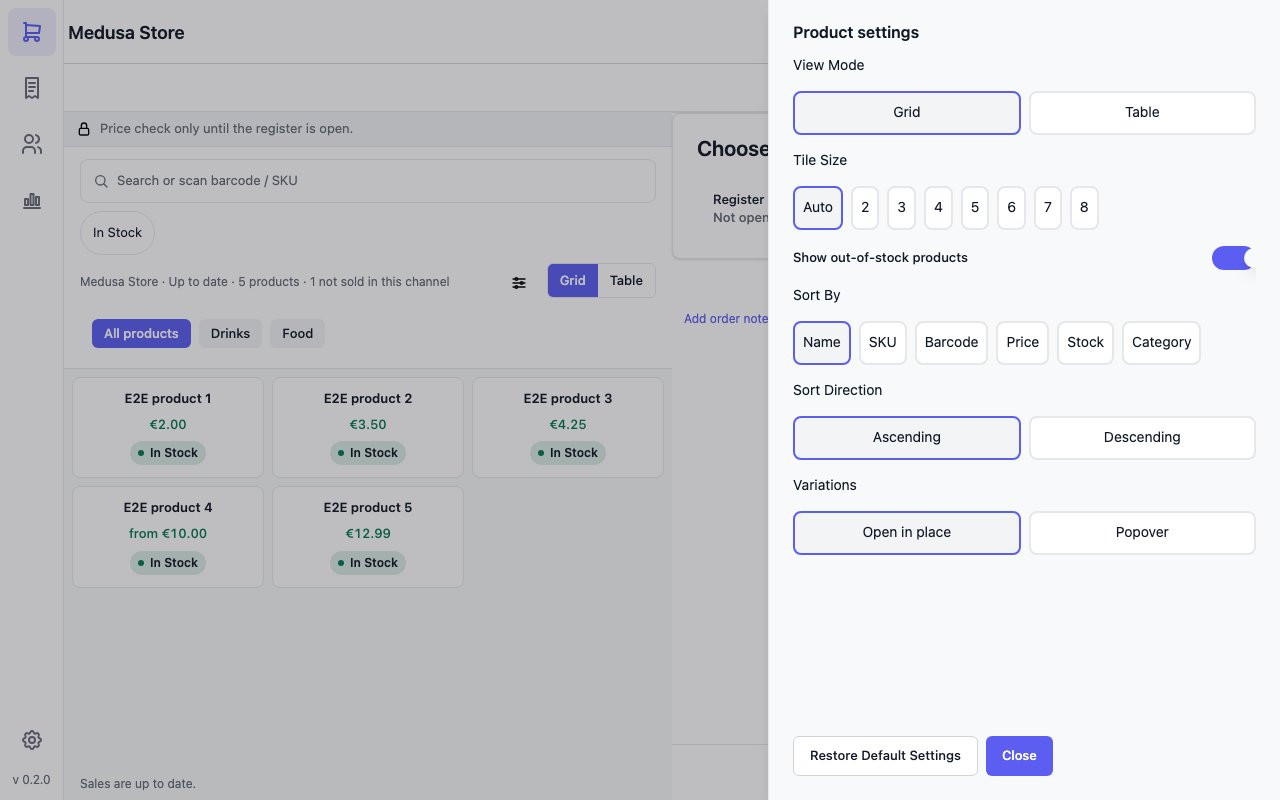 Medusa Store
Price check only until the register is open.
Search or scan barcode / SKU
In Stock
Medusa Store · Up to date · 5 products · 1 not sold in this channel
Grid
Table
All products
Drinks
Food
E2E product 1
€2.00
In Stock
E2E product 2
€3.50
In Stock
E2E product 3
€4.25
In Stock
E2E product 4
from €10.00
In Stock
E2E product 5
€12.99
In Stock
Choose
Register
Not open
Add order note
v 0.2.0
Sales are up to date.
Product settings
View Mode
Grid
Table
Tile Size
Auto
2
3
4
5
6
7
8
Show out-of-stock products
Sort By
Name
SKU
Barcode
Price
Stock
Category
Sort Direction
Ascending
Descending
Variations
Open in place
Popover
Restore Default Settings
Close